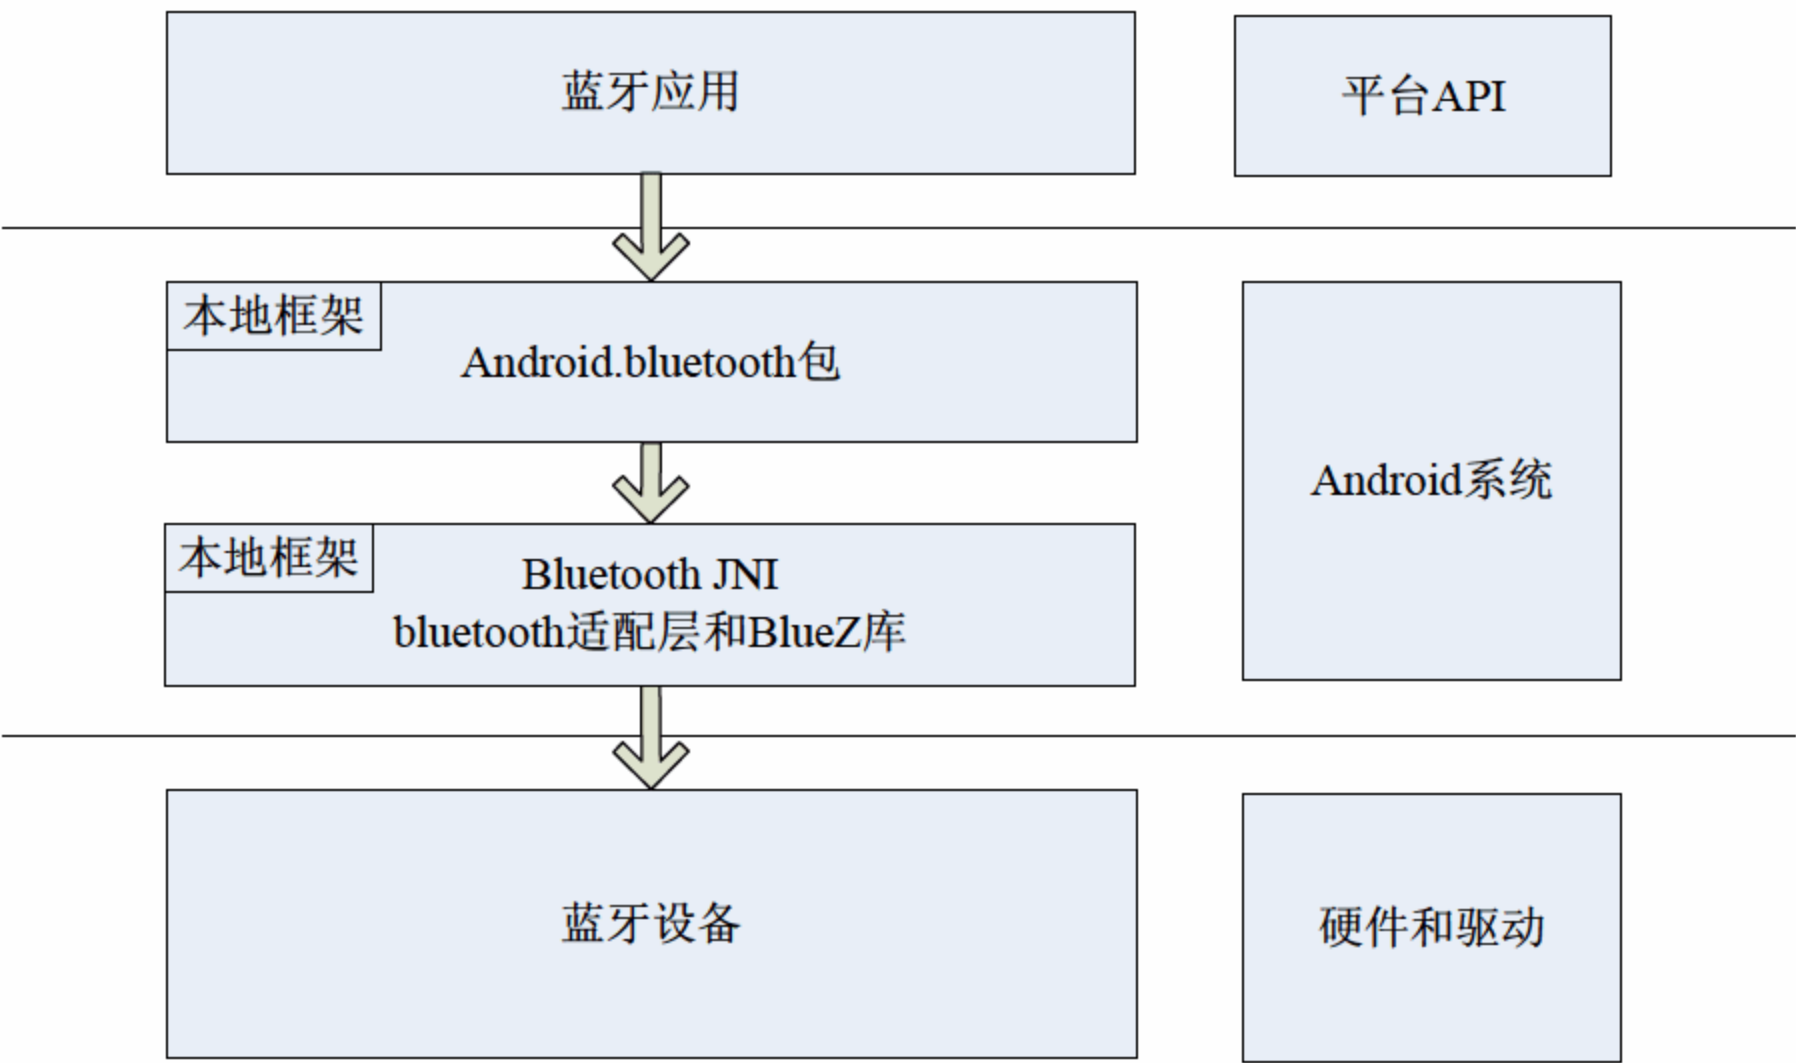 蓝牙应用
平台API
本地框架
Android.bluetooth包
Android系统
本地框架
Bluetooth JNI
bluetooth适配层和BlueZ库
蓝牙设备
硬件和驱动